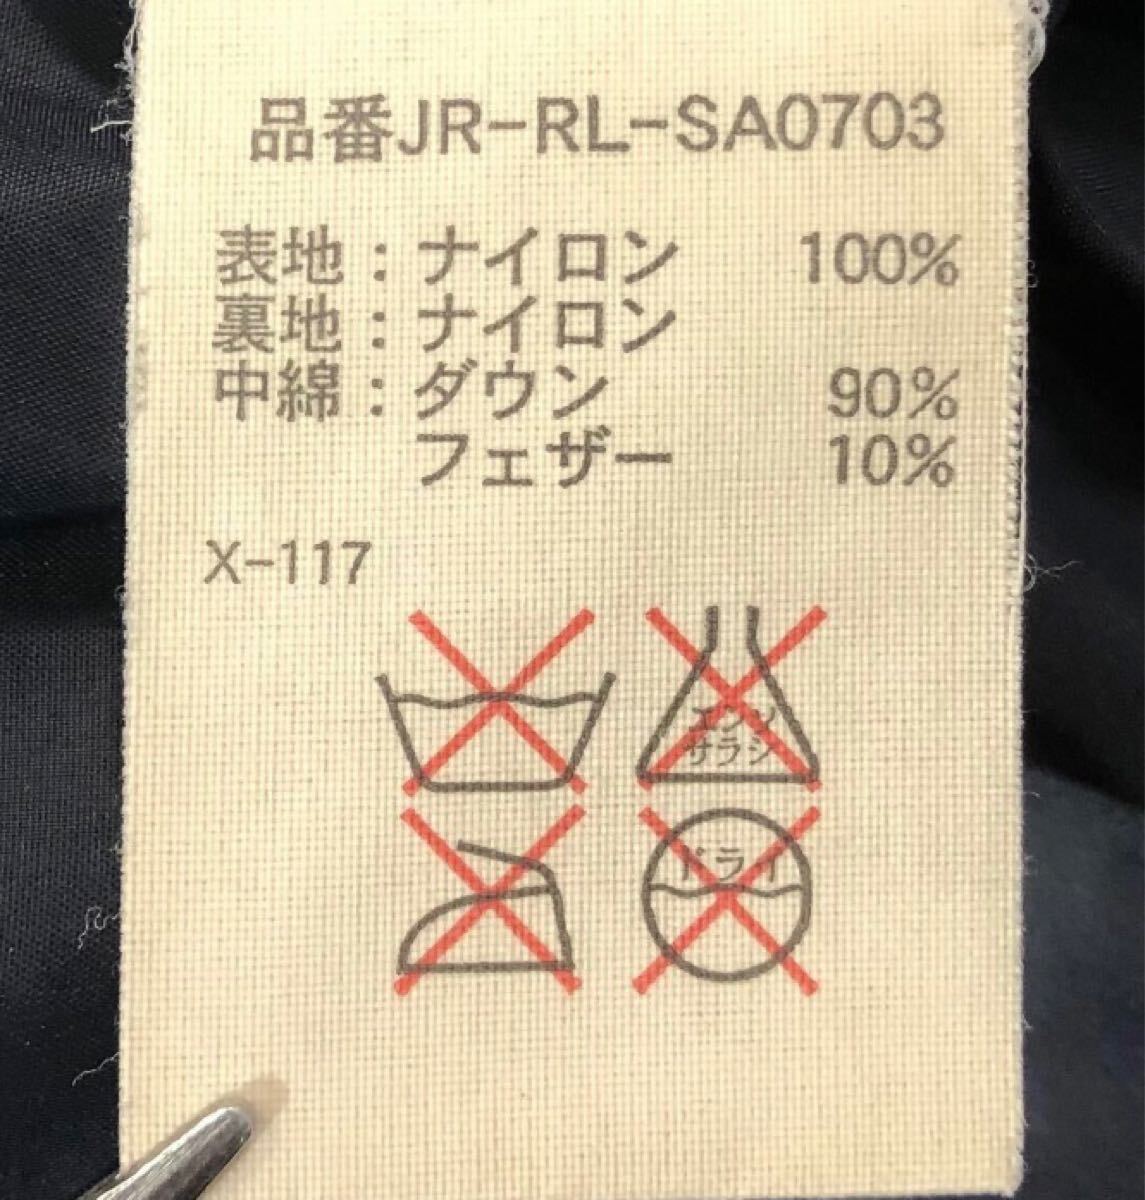 品番JR-RL-SA0703
表地：ナイロン 100%
裏地：ナイロン
中綿：ダウン 90%
フェザー 10%
X-117
エンソ
サラシ
ドライ